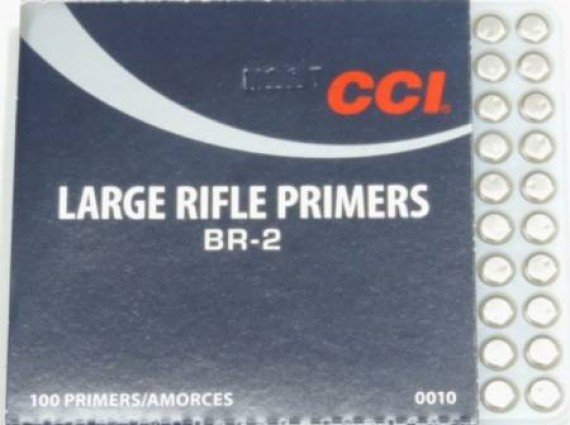 CCI
LARGE RIFLE PRIMERS
BR-2
100 PRIMERS/AMORCES 0010